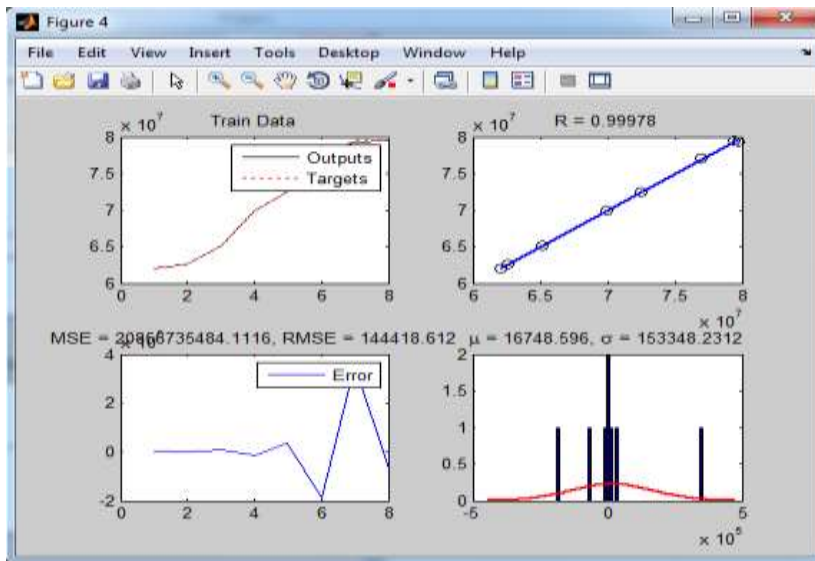 Figure 4
File Edit View Insert Tools Desktop Window Help
x 10^7 Train Data
8
7.5
7
6.5
6
0 2 4 6 8
Outputs
Targets
x 10^7 R = 0.99978
8
7.5
7
6.5
6
6 6.5 7 7.5 8
x 10^7
MSE = 20856735484.1116, RMSE = 144418.612
4
2
0
-2
0 2 4 6 8
Error
μ = 16748.596, σ = 153348.2312
2
1.5
1
0.5
0
-5 0 5
x 10^5